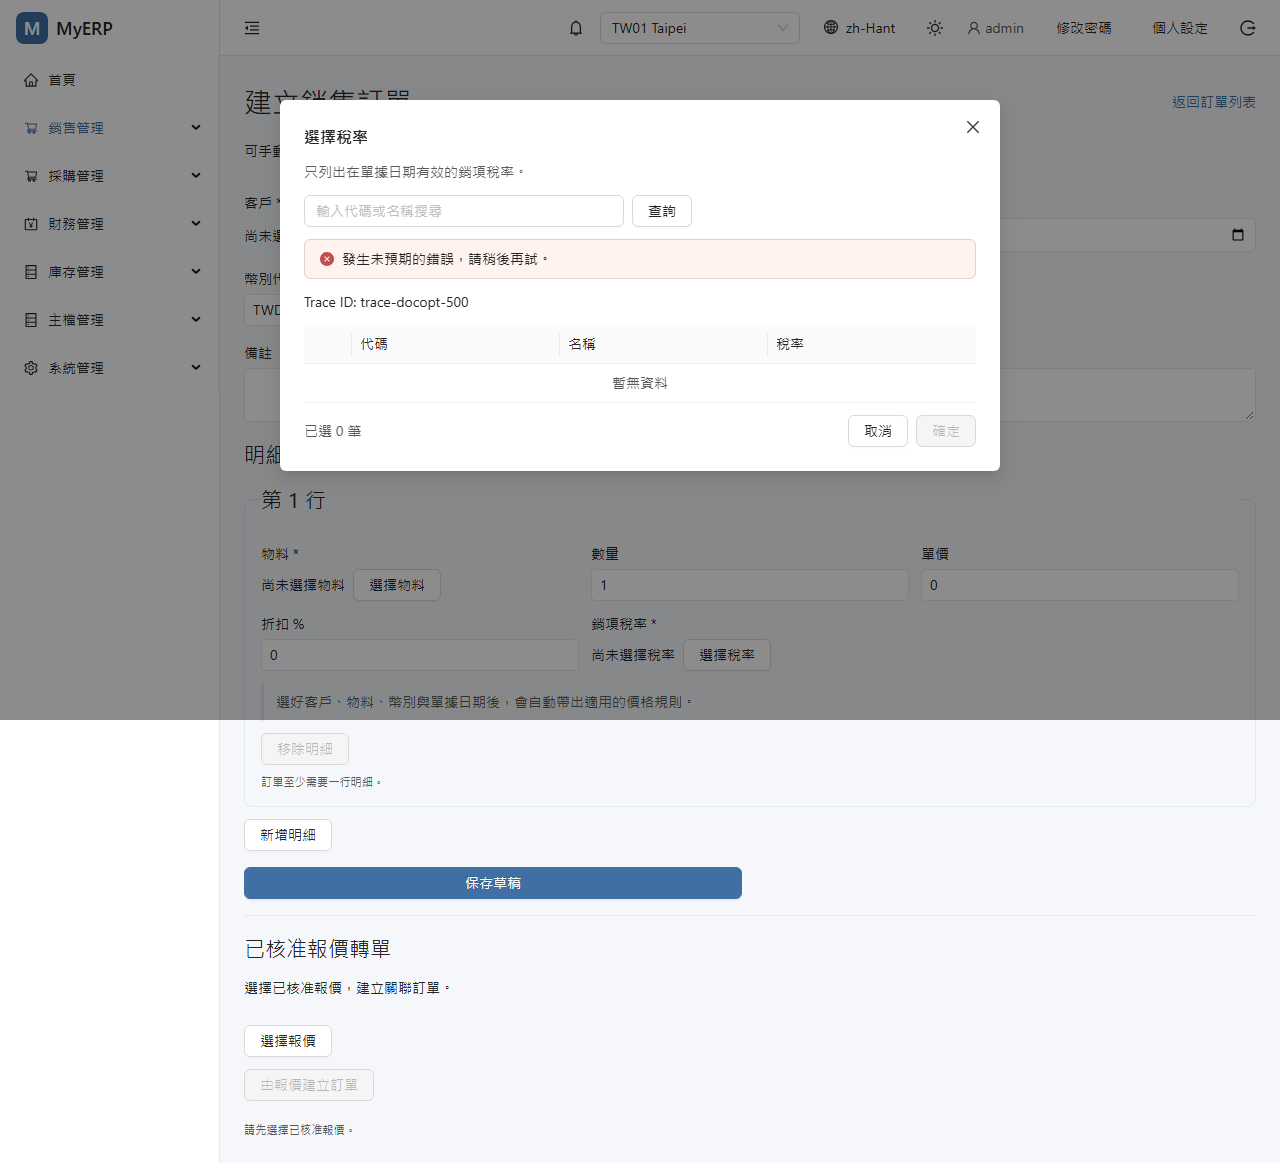 M MyERP
TW01 Taipei
zh-Hant
admin
修改密碼
個人設定
首頁
銷售管理
採購管理
財務管理
庫存管理
主檔管理
系統管理
建立銷售訂單
返回訂單列表
可手動
客戶 *
尚未選
幣別代
TWD
備註
選擇稅率
只列出在單據日期有效的銷項稅率。
輸入代碼或名稱搜尋
查詢
發生未預期的錯誤，請稍後再試。
Trace ID: trace-docopt-500
代碼 名稱 稅率
暫無資料
已選 0 筆
取消
確定
明細
第 1 行
物料 * 數量 單價
尚未選擇物料 選擇物料 1 0
折扣 % 銷項稅率 *
0 尚未選擇稅率 選擇稅率
選好客戶、物料、幣別與單據日期後，會自動帶出適用的價格規則。
移除明細
訂單至少需要一行明細。
新增明細
保存草稿
已核准報價轉單
選擇已核准報價，建立關聯訂單。
選擇報價
由報價建立訂單
請先選擇已核准報價。